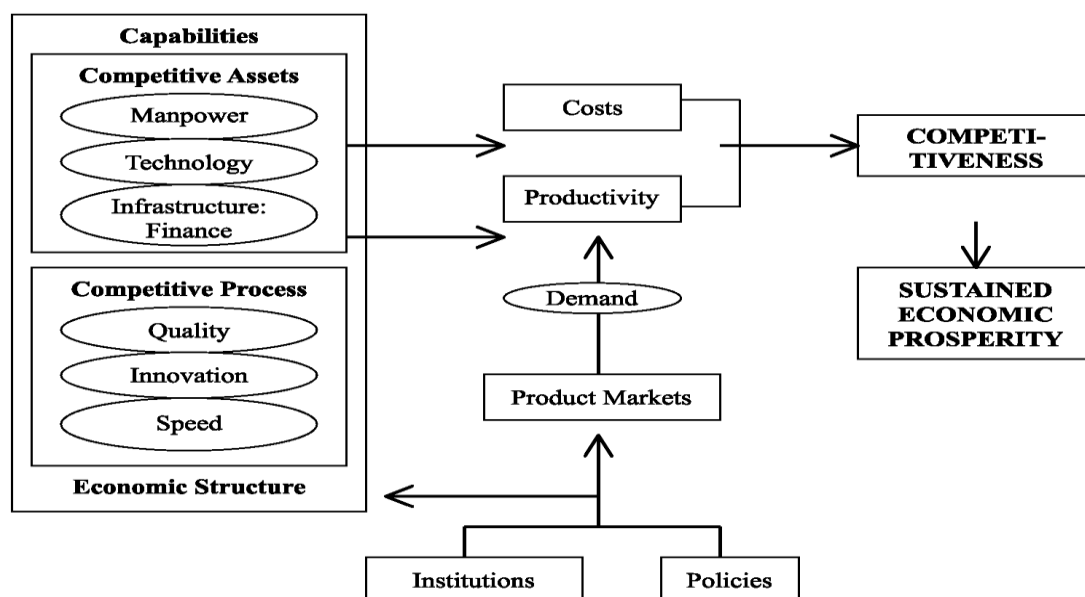 Capabilities
Competitive Assets
Manpower
Technology
Infrastructure:
Finance
Competitive Process
Quality
Innovation
Speed
Economic Structure
Costs
Productivity
Demand
Product Markets
Institutions
Policies
COMPETI-
TIVENESS
SUSTAINED
ECONOMIC
PROSPERITY